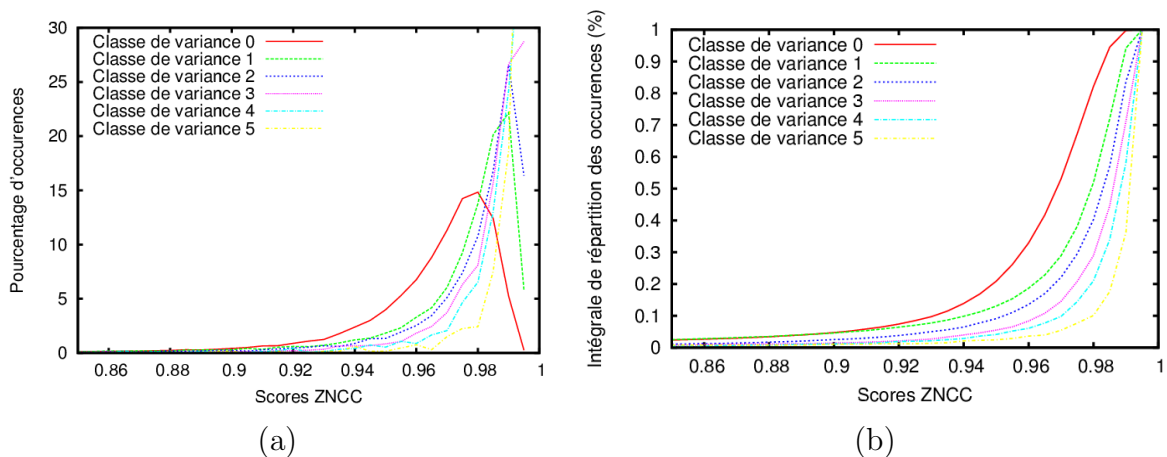 30
25
20
15
10
5
0
Pourcentage d'occurences
Classe de variance 0
Classe de variance 1
Classe de variance 2
Classe de variance 3
Classe de variance 4
Classe de variance 5
0.86 0.88 0.9 0.92 0.94 0.96 0.98 1
Scores ZNCC
(a)
1
0.9
0.8
0.7
0.6
0.5
0.4
0.3
0.2
0.1
0
Intégrale de répartition des occurences (%)
Classe de variance 0
Classe de variance 1
Classe de variance 2
Classe de variance 3
Classe de variance 4
Classe de variance 5
0.86 0.88 0.9 0.92 0.94 0.96 0.98 1
Scores ZNCC
(b)